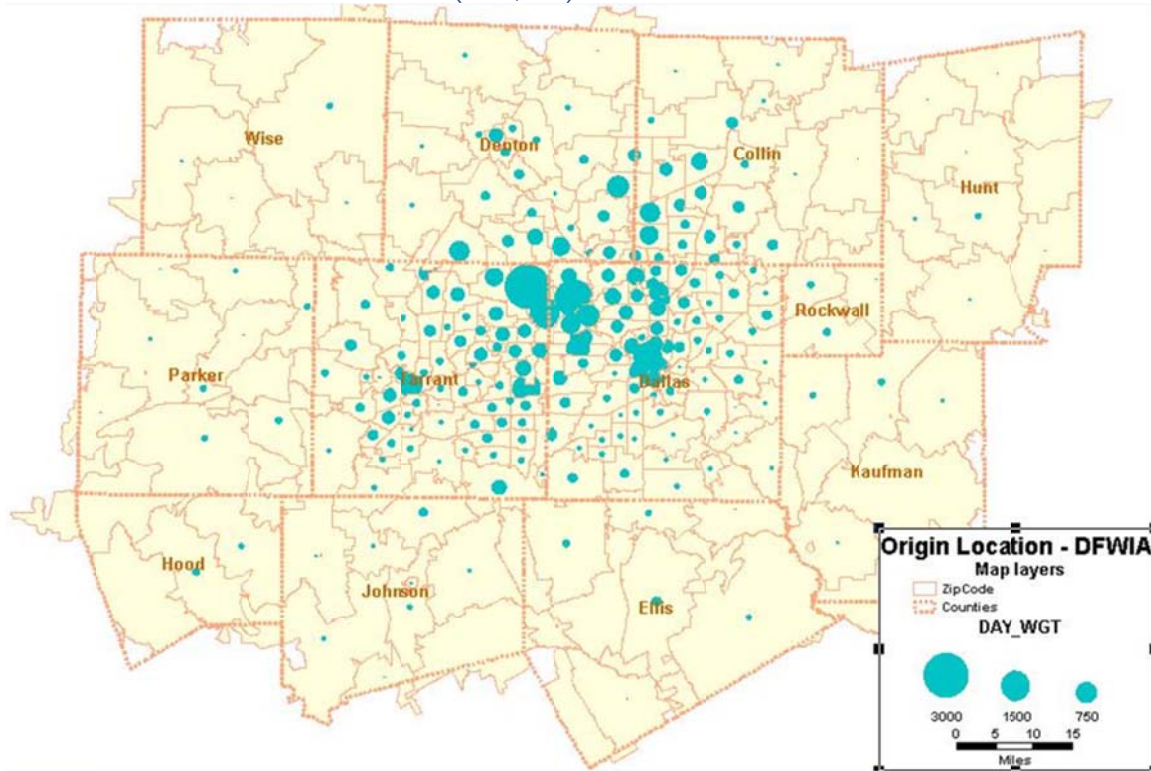 Wise
Denton
Collin
Hunt
Rockwall
Parker
Tarrant
Dallas
Kaufman
Hood
Johnson
Ellis
Origin Location - DFWIA
Map layers
ZipCode
Counties
DAY_WGT
3000 1500 750
0 5 10 15
Miles